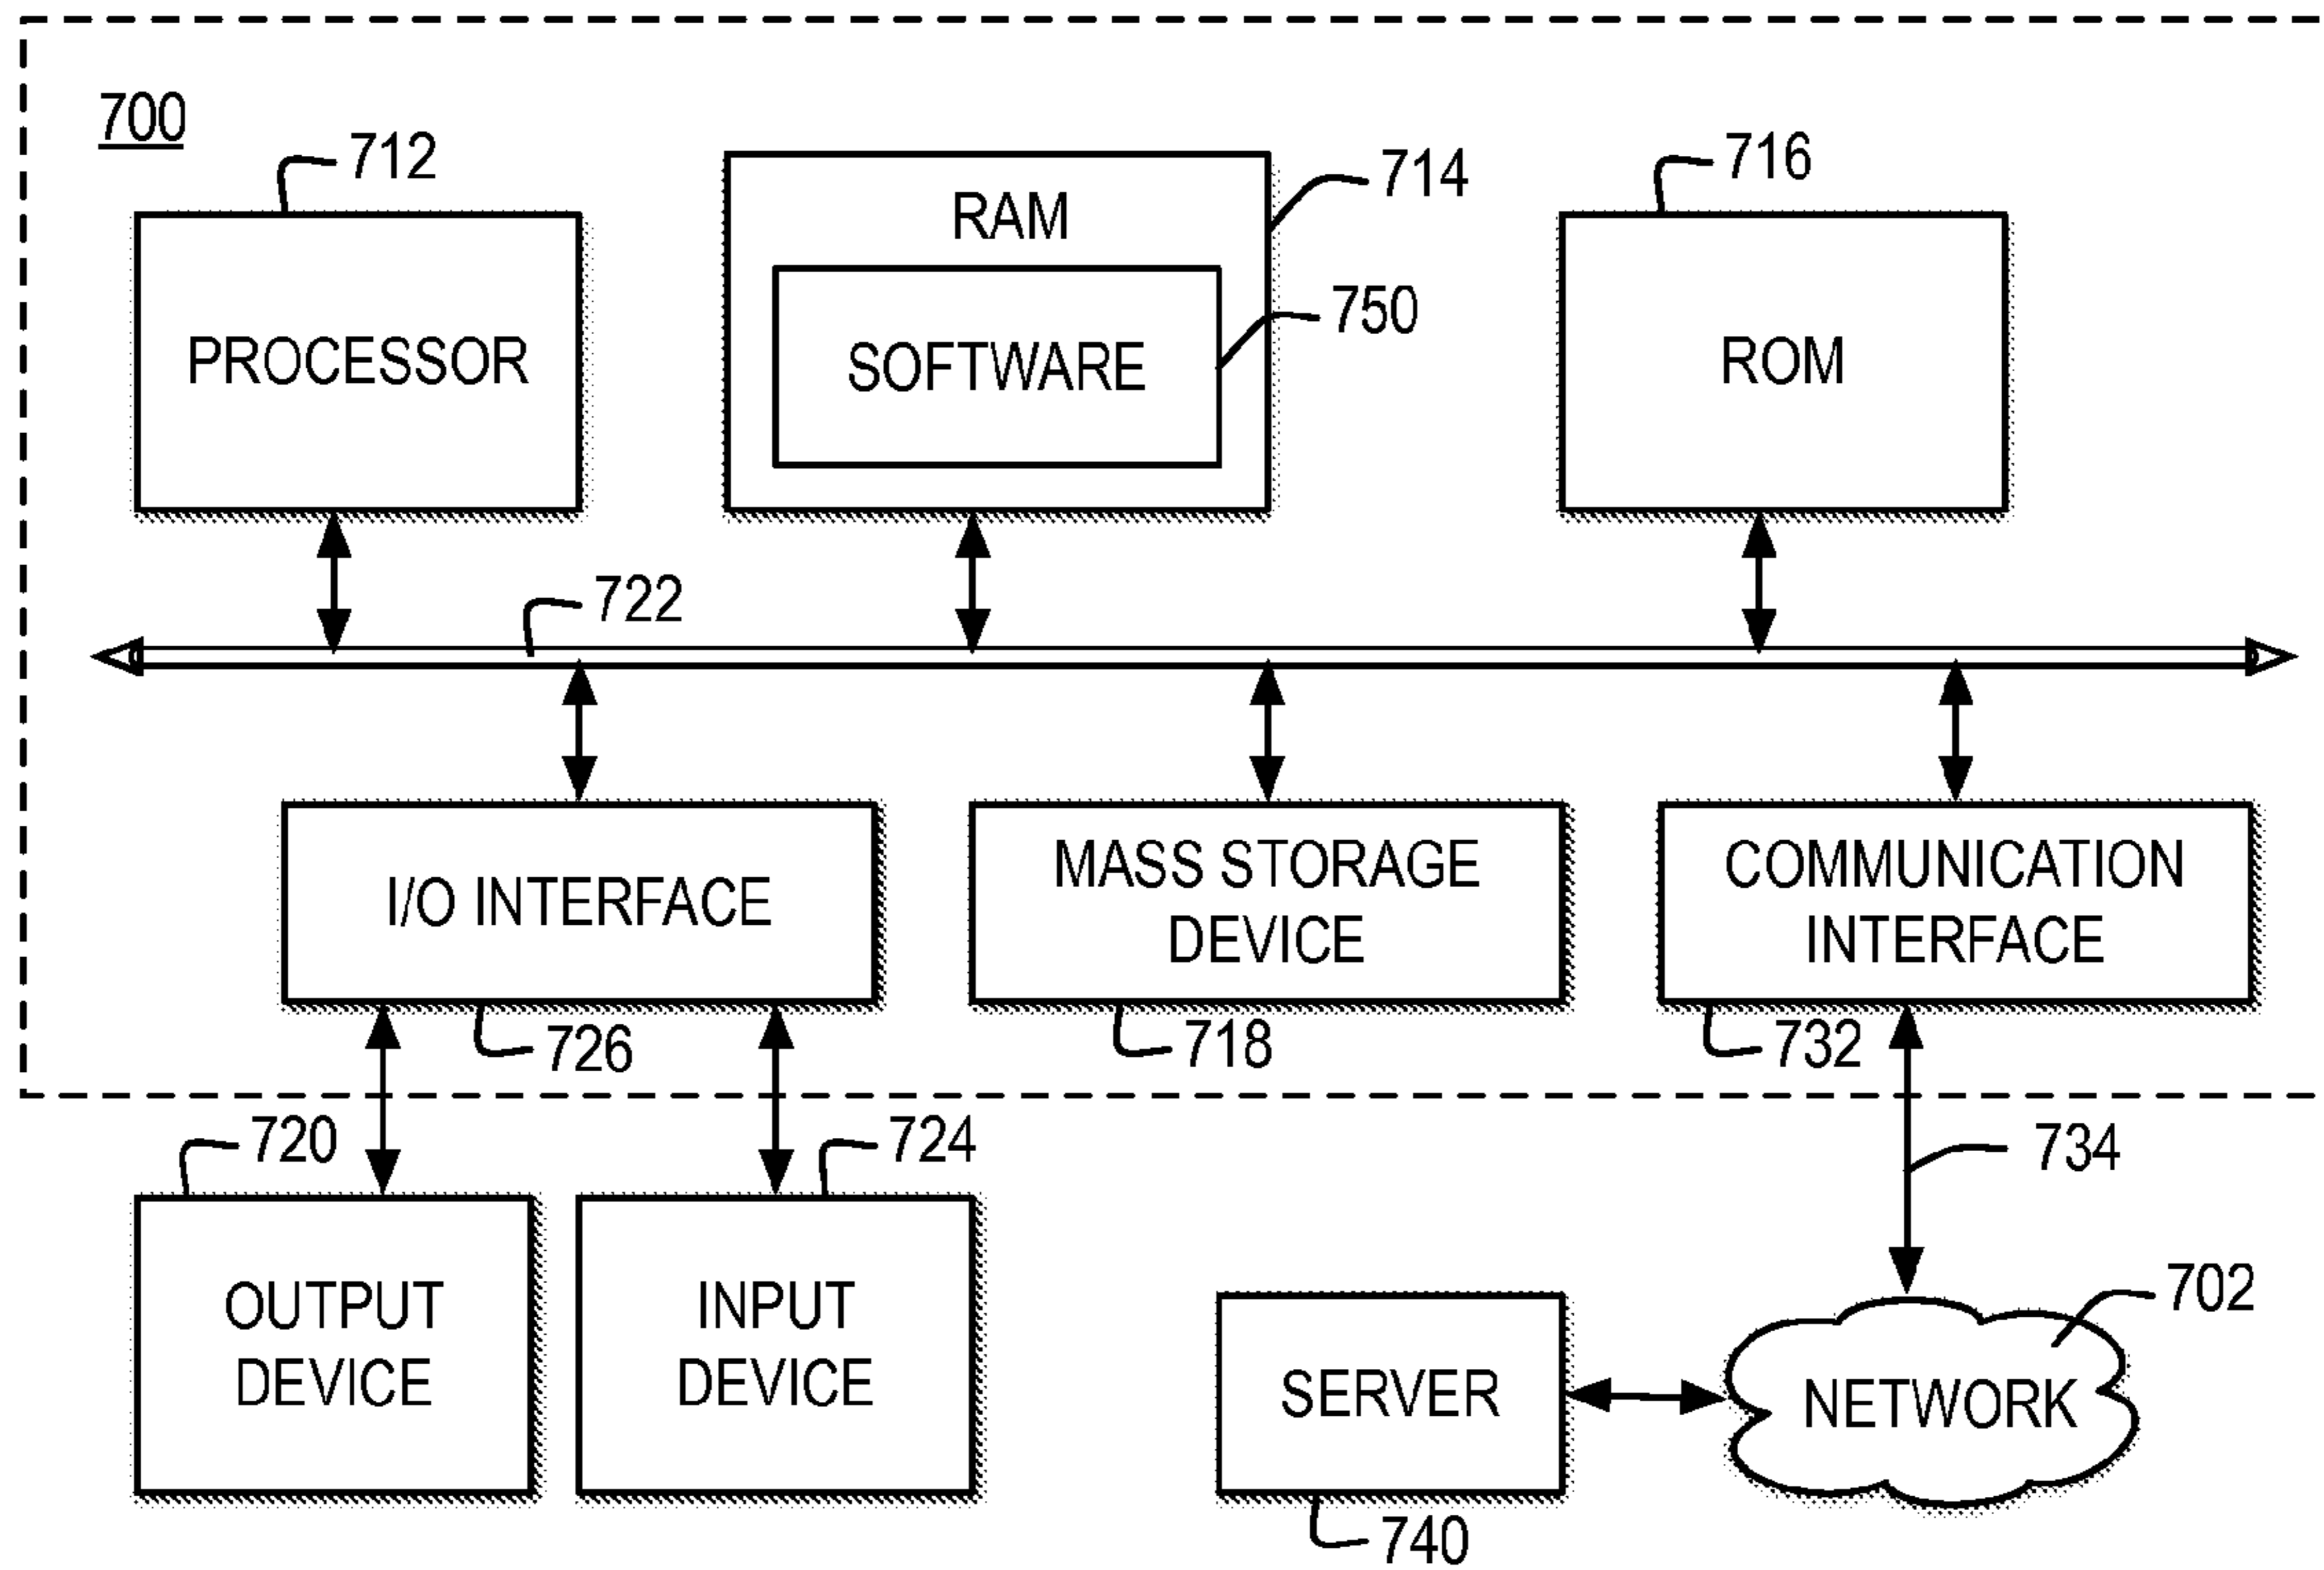 700
712
714
716
RAM
750
PROCESSOR
SOFTWARE
ROM
722
I/O INTERFACE
MASS STORAGE
DEVICE
COMMUNICATION
INTERFACE
726
718
732
720
724
734
OUTPUT
DEVICE
INPUT
DEVICE
702
SERVER
NETWORK
740